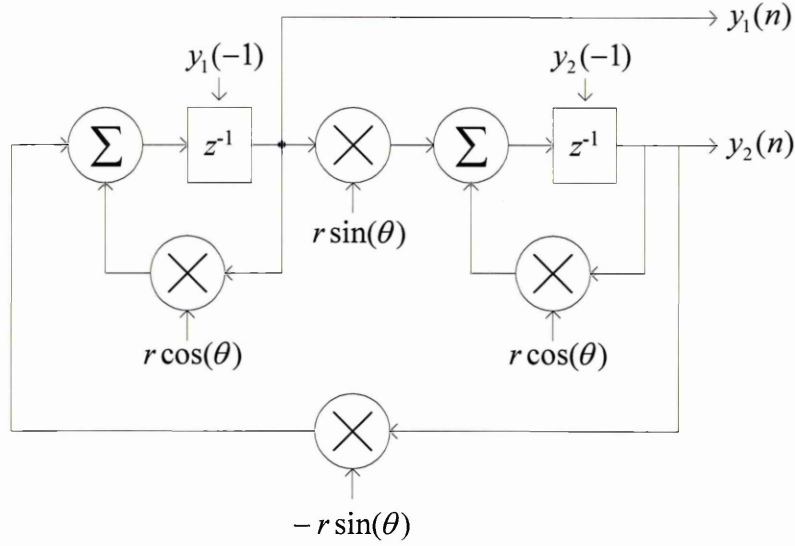 y₁(n)
y₁(−1)
y₂(−1)
Σ
z⁻¹
Σ
z⁻¹
y₂(n)
r sin(θ)
r cos(θ)
r cos(θ)
− r sin(θ)